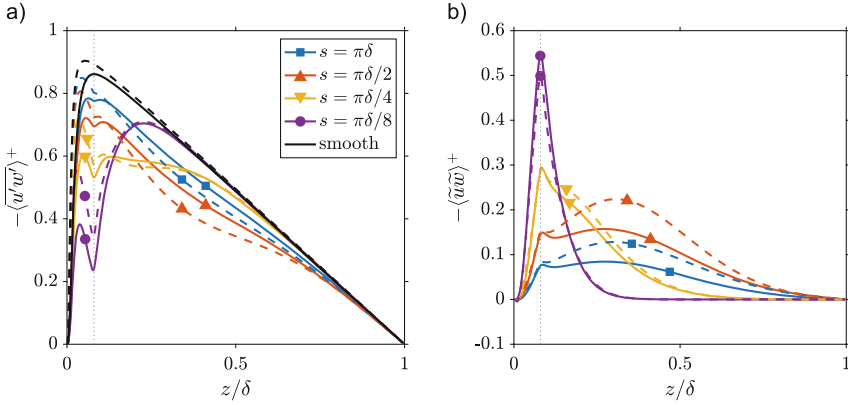 a)
1
0.8
0.6
0.4
0.2
0
0
0.5
1
z/δ
−⟨u′w′⟩⁺
s = πδ
s = πδ/2
s = πδ/4
s = πδ/8
smooth
b)
0.6
0.5
0.4
0.3
0.2
0.1
0
-0.1
0
0.5
1
z/δ
−⟨ũw̃⟩⁺